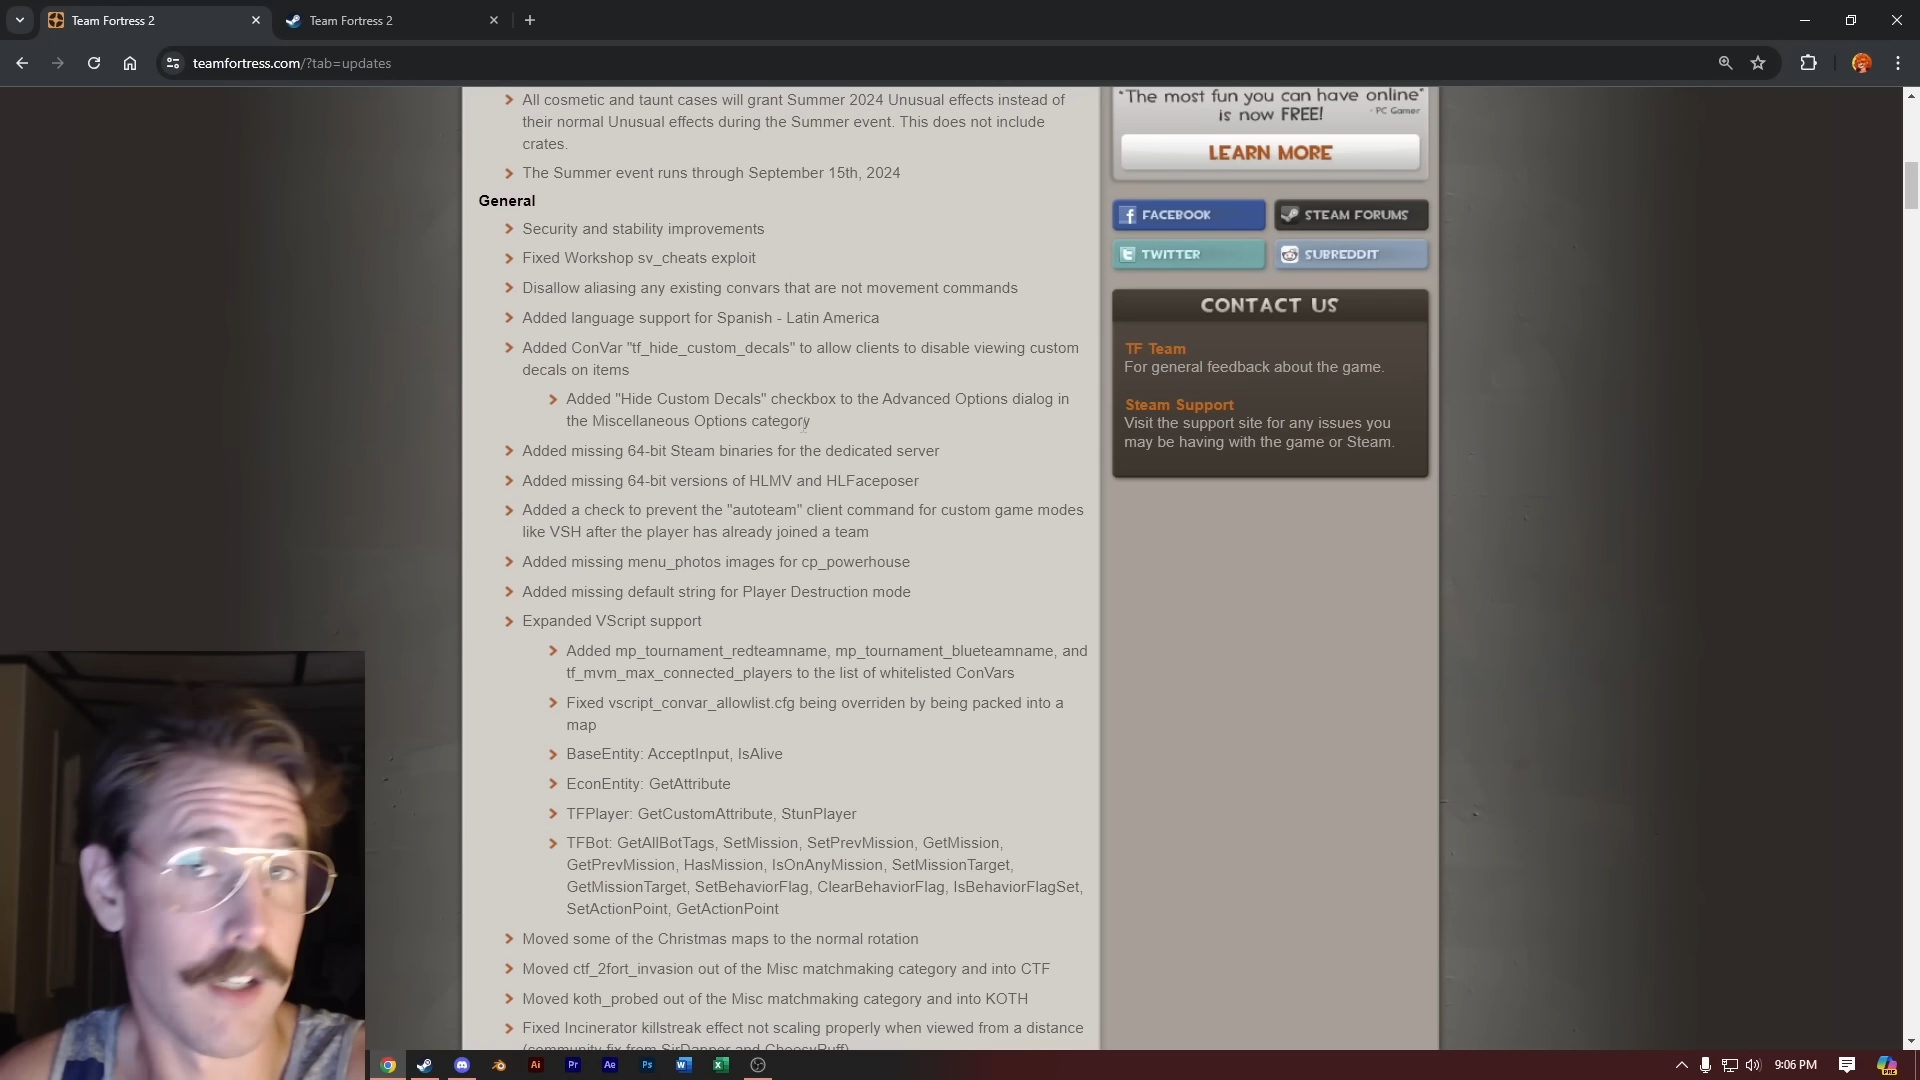 Team Fortress 2
Team Fortress 2
teamfortress.com/?tab=updates
All cosmetic and taunt cases will grant Summer 2024 Unusual effects instead of
their normal Unusual effects during the Summer event. This does not include
crates.
The Summer event runs through September 15th, 2024
General
Security and stability improvements
Fixed Workshop sv_cheats exploit
Disallow aliasing any existing convars that are not movement commands
Added language support for Spanish - Latin America
Added ConVar "tf_hide_custom_decals" to allow clients to disable viewing custom
decals on items
Added "Hide Custom Decals" checkbox to the Advanced Options dialog in
the Miscellaneous Options category
Added missing 64-bit Steam binaries for the dedicated server
Added missing 64-bit versions of HLMV and HLFaceposer
Added a check to prevent the "autoteam" client command for custom game modes
like VSH after the player has already joined a team
Added missing menu_photos images for cp_powerhouse
Added missing default string for Player Destruction mode
Expanded VScript support
Added mp_tournament_redteamname, mp_tournament_blueteamname, and
tf_mvm_max_connected_players to the list of whitelisted ConVars
Fixed vscript_convar_allowlist.cfg being overriden by being packed into a
map
BaseEntity: AcceptInput, IsAlive
EconEntity: GetAttribute
TFPlayer: GetCustomAttribute, StunPlayer
TFBot: GetAllBotTags, SetMission, SetPrevMission, GetMission,
GetPrevMission, HasMission, IsOnAnyMission, SetMissionTarget,
GetMissionTarget, SetBehaviorFlag, ClearBehaviorFlag, IsBehaviorFlagSet,
SetActionPoint, GetActionPoint
Moved some of the Christmas maps to the normal rotation
Moved ctf_2fort_invasion out of the Misc matchmaking category and into CTF
Moved koth_probed out of the Misc matchmaking category and into KOTH
Fixed Incinerator killstreak effect not scaling properly when viewed from a distance
(community fix from SirDapper and CheesyPuff)
"The most fun you can have online"
is now FREE! - PC Gamer
LEARN MORE
FACEBOOK
STEAM FORUMS
TWITTER
SUBREDDIT
CONTACT US
TF Team
For general feedback about the game.
Steam Support
Visit the support site for any issues you
may be having with the game or Steam.
Ai
Pr
Ae
Ps
9:06 PM